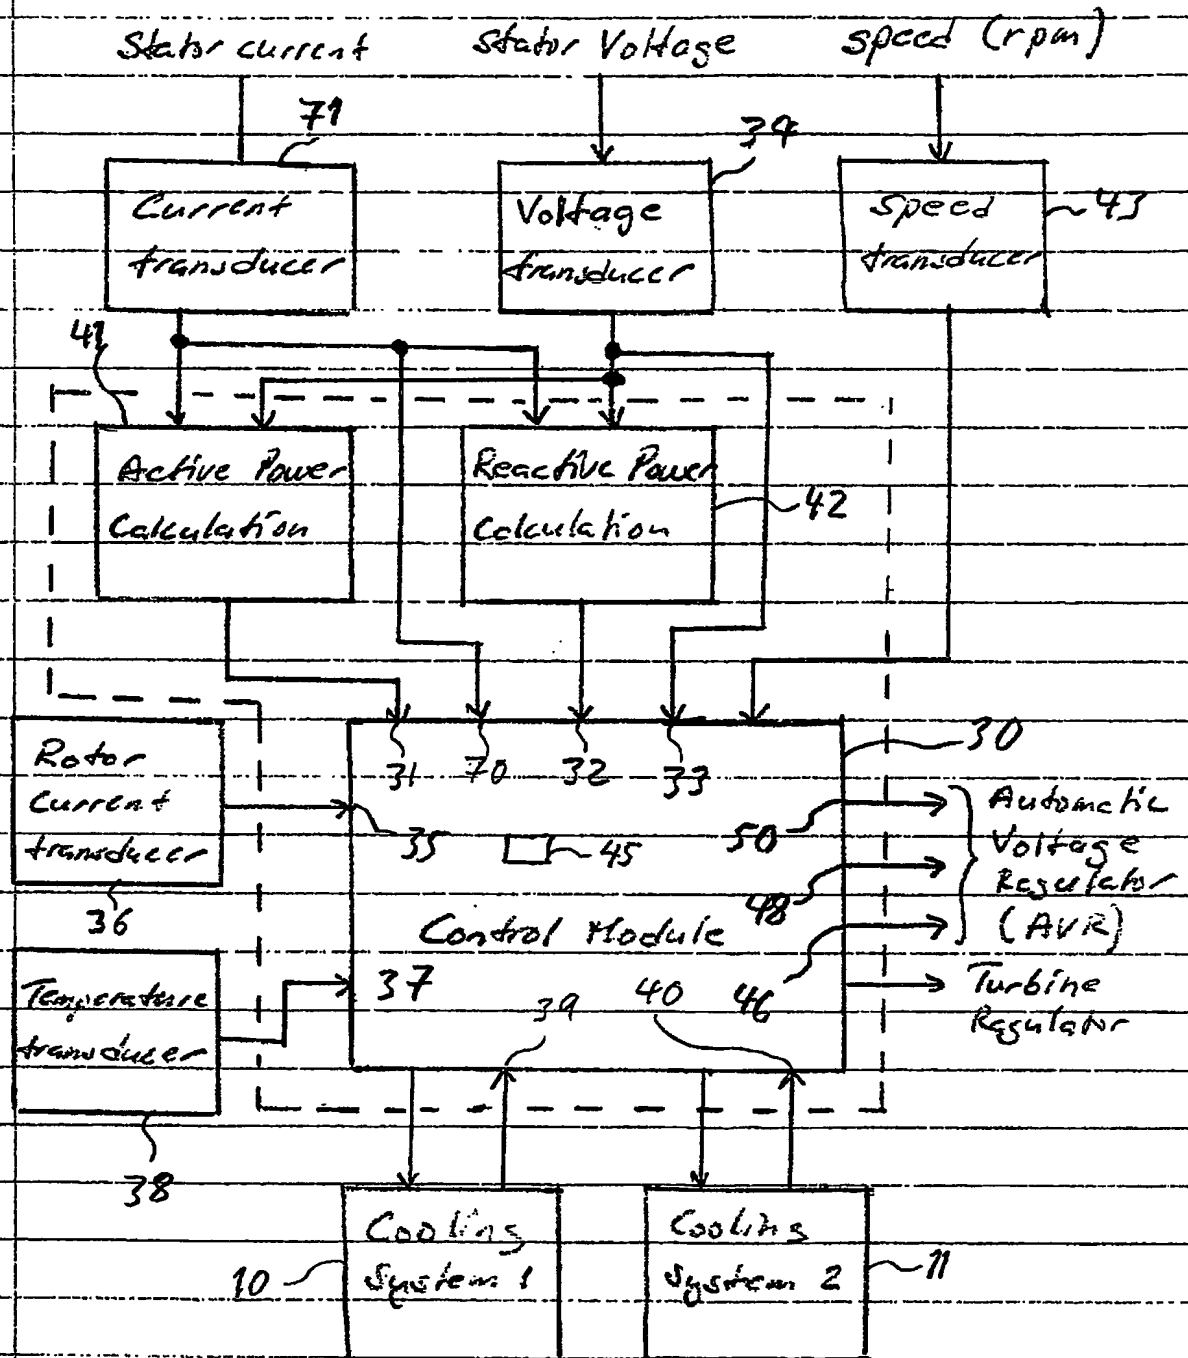 Stator current
Stator Voltage
speed (rpm)
71
34
43
Current
transducer
Voltage
transducer
speed
transducer
41
Active Power
Calculation
Reactive Power
Calculation
42
31
70
32
33
30
Rotor
Current
transducer
36
35
45
50
48
46
Automatic
Voltage
Regulator
(AVR)
Control Module
Temperature
transducer
38
37
39
40
Turbine
Regulator
Cooling
System 1
10
Cooling
System 2
11